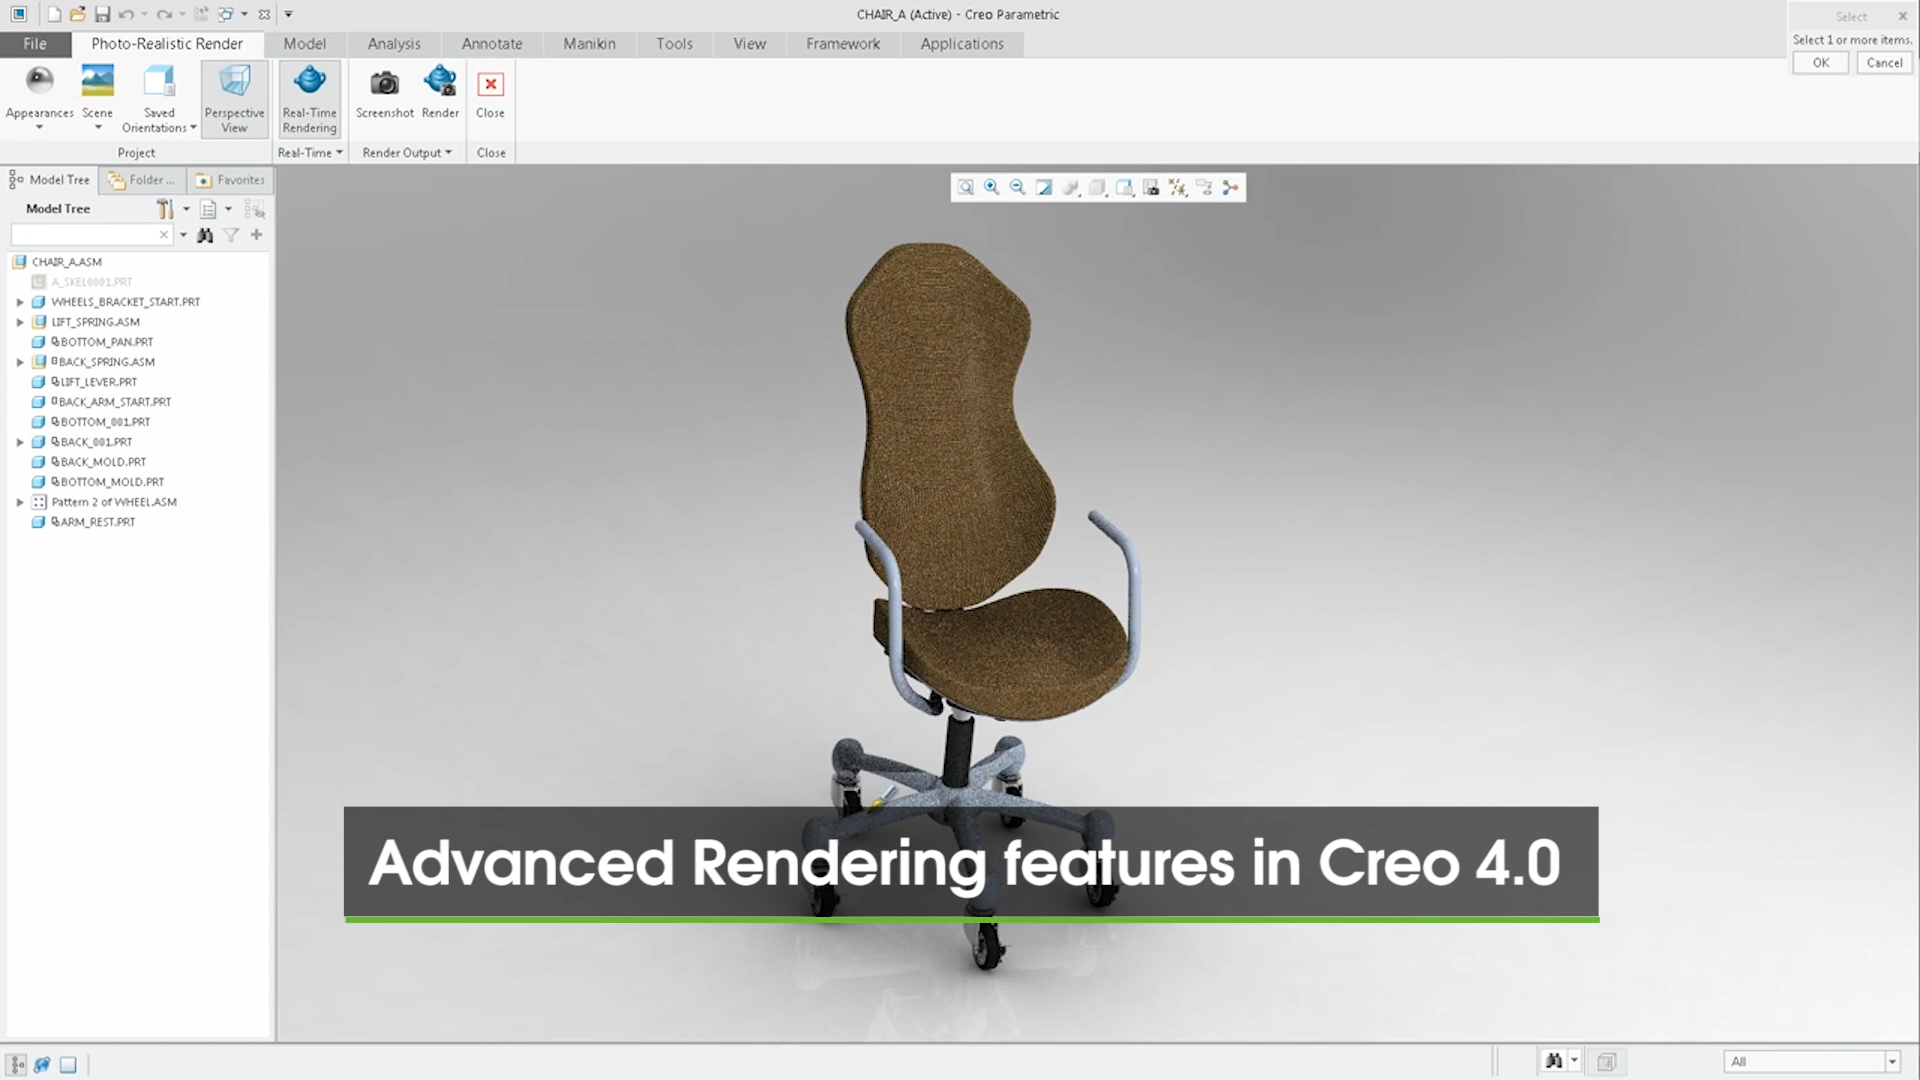 CHAIR_A (Active) - Creo Parametric
Select
Select 1 or more items.
OK
Cancel
File
Photo-Realistic Render
Model
Analysis
Annotate
Manikin
Tools
View
Framework
Applications
Appearances
Scene
Saved
Orientations
Perspective
View
Real-Time
Rendering
Screenshot
Render
Close
Project
Real-Time
Render Output
Close
Model Tree
Folder ...
Favorites
Model Tree
CHAIR_A.ASM
A_SKEL0001.PRT
WHEELS_BRACKET_START.PRT
LIFT_SPRING.ASM
BOTTOM_PAN.PRT
BACK_SPRING.ASM
LIFT_LEVER.PRT
BACK_ARM_START.PRT
BOTTOM_001.PRT
BACK_001.PRT
BACK_MOLD.PRT
BOTTOM_MOLD.PRT
Pattern 2 of WHEEL.ASM
ARM_REST.PRT
Advanced Rendering features in Creo 4.0
All